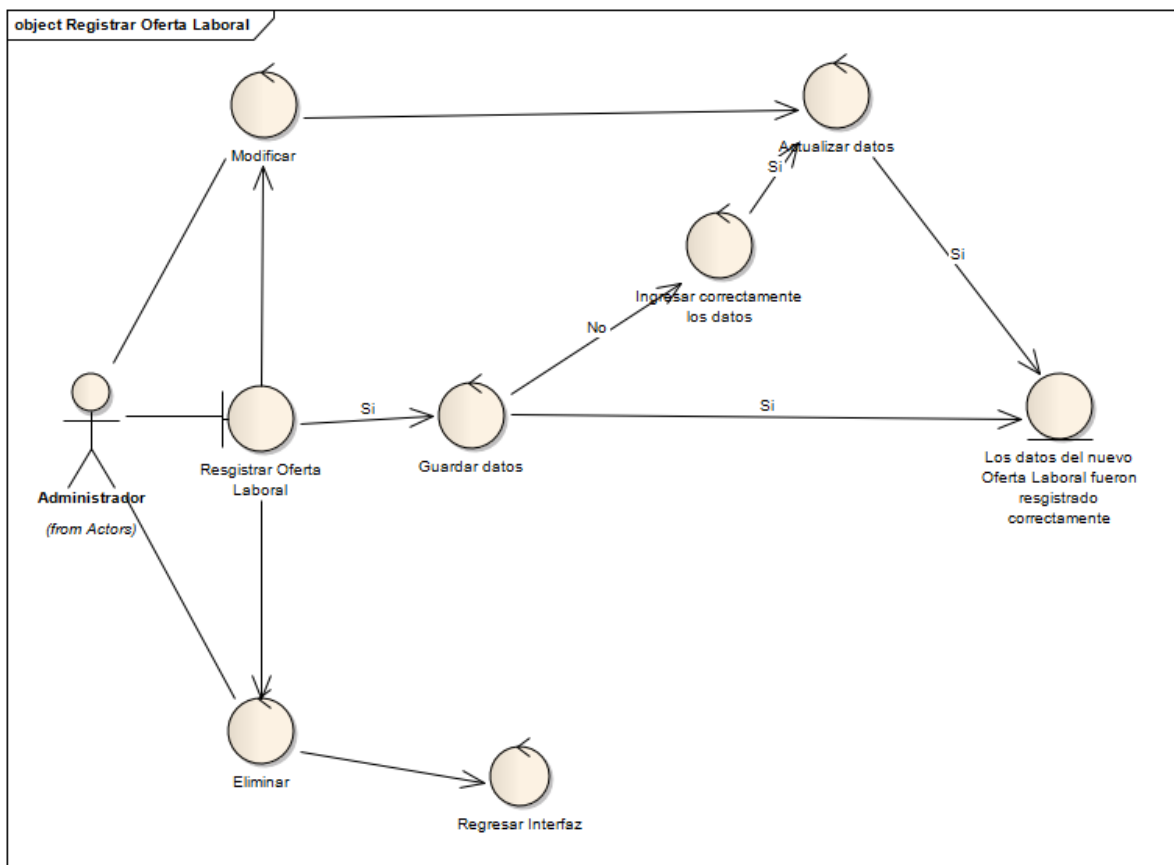 object Registrar Oferta Laboral
Modificar
Actualizar datos
Si
Ingresar correctamente
los datos
Si
No
Si
Si
Resgistrar Oferta
Laboral
Guardar datos
Los datos del nuevo
Oferta Laboral fueron
resgistrado
correctamente
Administrador
(from Actors)
Eliminar
Regresar Interfaz